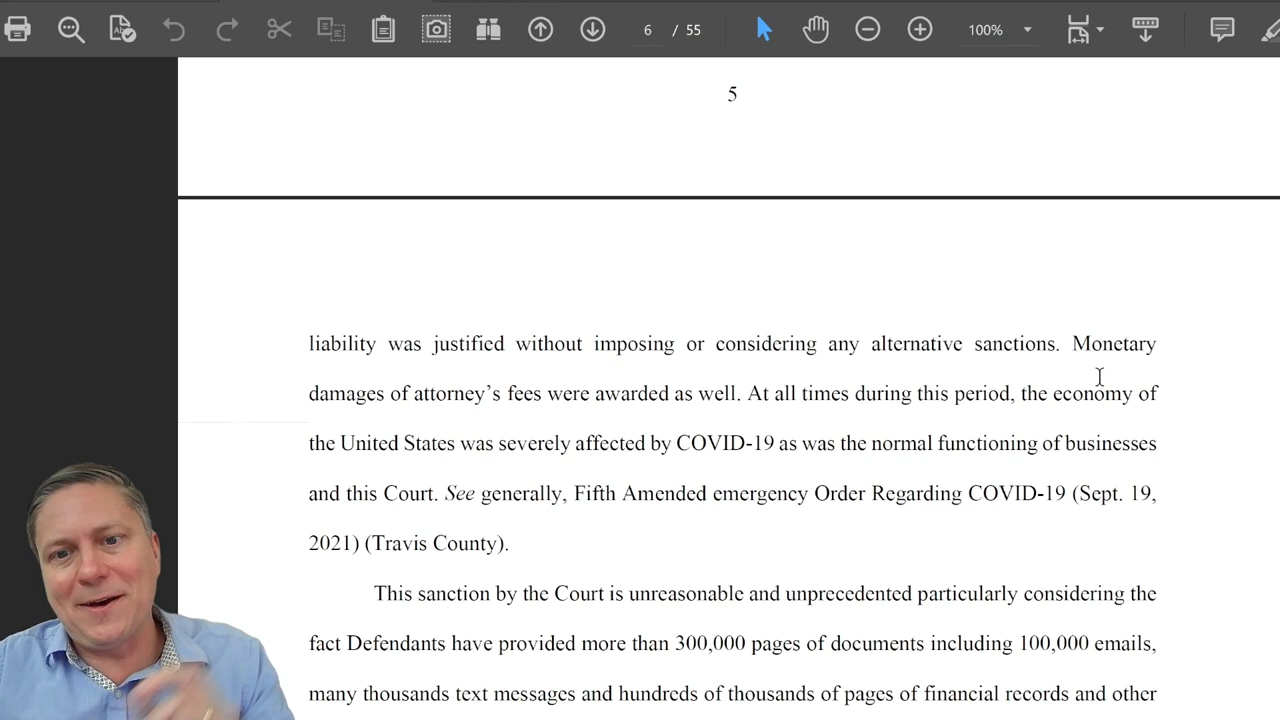 6 / 55
100%
5
liability was justified without imposing or considering any alternative sanctions. Monetary
damages of attorney’s fees were awarded as well. At all times during this period, the economy of
the United States was severely affected by COVID-19 as was the normal functioning of businesses
and this Court. See generally, Fifth Amended emergency Order Regarding COVID-19 (Sept. 19,
2021) (Travis County).
This sanction by the Court is unreasonable and unprecedented particularly considering the
fact Defendants have provided more than 300,000 pages of documents including 100,000 emails,
many thousands text messages and hundreds of thousands of pages of financial records and other